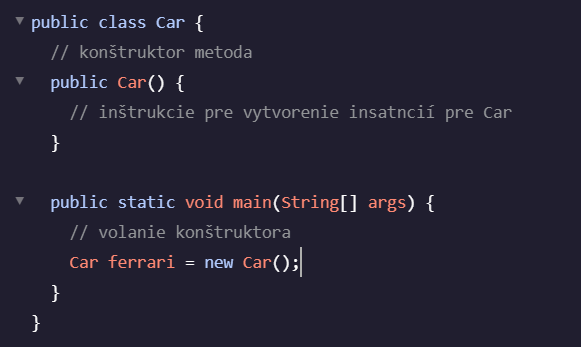 public class Car {
// konštruktor metoda
public Car() {
// inštrukcie pre vytvorenie insatncií pre Car
}
public static void main(String[] args) {
// volanie konštruktora
Car ferrari = new Car();
}
}